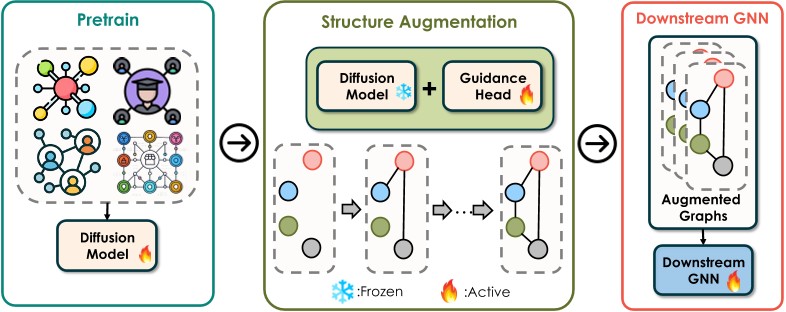 Pretrain
Diffusion
Model
Structure Augmentation
Diffusion
Model
+
Guidance
Head
:Frozen
:Active
Downstream GNN
Augmented
Graphs
Downstream
GNN